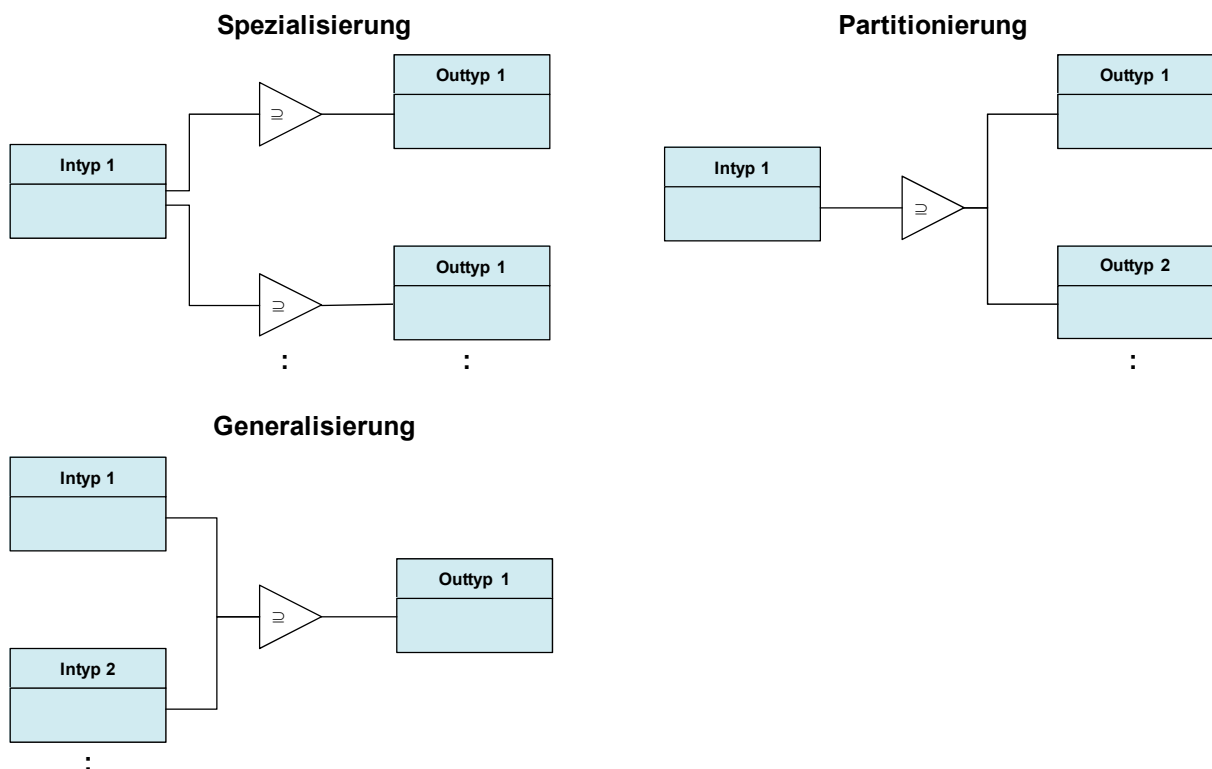 Spezialisierung
Outtyp 1
Intyp 1
⊇
Outtyp 1
⊇
:
:
Partitionierung
Outtyp 1
Intyp 1
⊇
Outtyp 2
:
Generalisierung
Intyp 1
Outtyp 1
⊇
Intyp 2
: